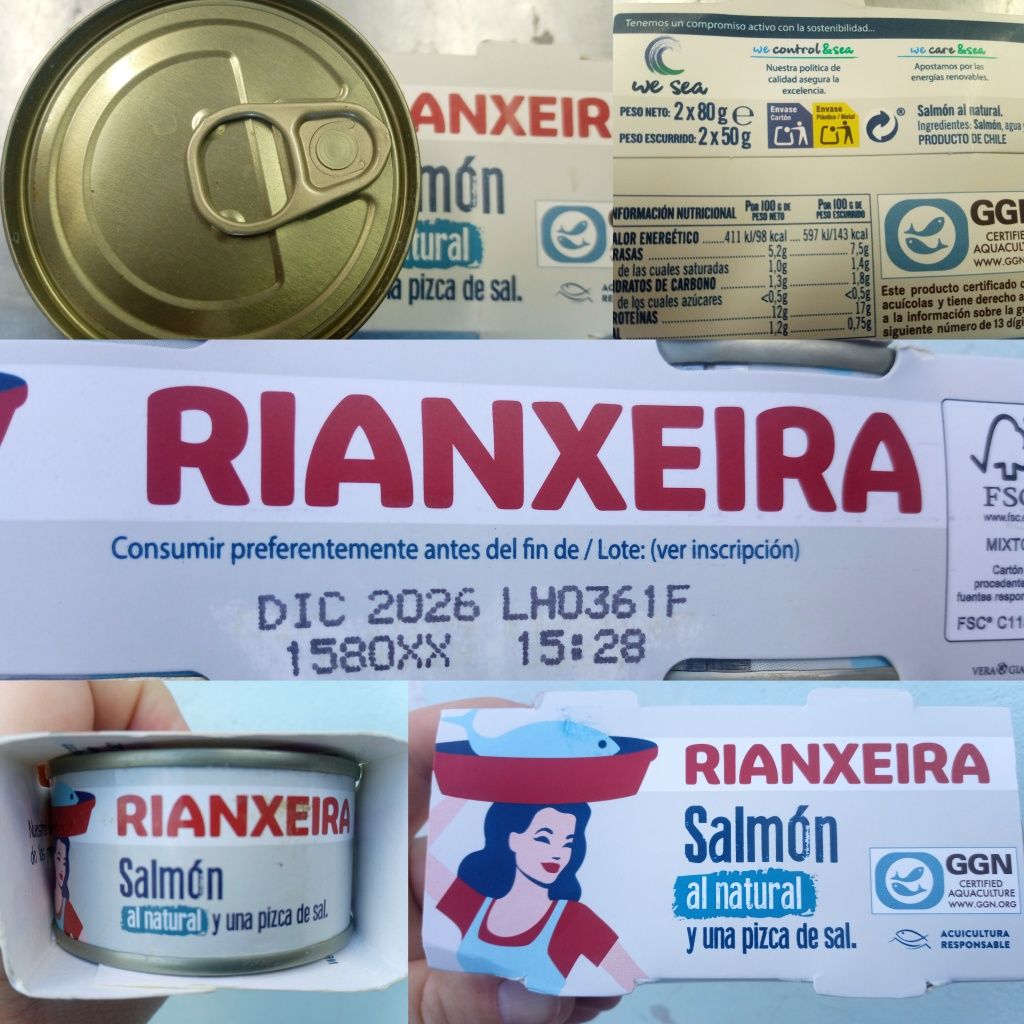 ANXEIR
món
tural
a pizca de sal.
Tenemos un compromiso activo con la sostenibilidad...
we sea
we control &sea
Nuestra política de
calidad asegura la
excelencia.
we care &sea
Apostamos por las
energías renovables.
PESO NETO: 2 x 80 g e
PESO ESCURRIDO: 2 x 50 g
Envase
Cartón
Envase
Plástico / Metal
®
Salmón al natural.
Ingredientes: Salmón, agua
PRODUCTO DE CHILE
NFORMACIÓN NUTRICIONAL POR 100 G DE PESO NETO POR 100 G DE PESO ESCURRIDO
ALOR ENERGÉTICO ...... 411 kJ/98 kcal ... 597 kJ/143 kcal
RASAS 5,2g 7,5g
de las cuales saturadas 1,0g 1,4g
DRATOS DE CARBONO 1,3g 1,8g
de los cuales azúcares <0,5g <0,5g
ROTEÍNAS 12g 17g
1,2g 0,75g
GGN
CERTIFIE
AQUACULTU
WWW.GGN
Este producto certificado
acuícolas y tiene derecho a
a la información sobre la g
siguiente número de 13 díg
RIANXEIRA
Consumir preferentemente antes del fin de / Lote: (ver inscripción)
DIC 2026 LH0361F
1580XX 15:28
FSC
www.fsc.
MIXTO
Cartón
procedente
fuentes respon
FSC® C11
VERA & GIA
RIANXEIRA
Salmón
al natural y una pizca de sal.
RIANXEIRA
Salmón
al natural
y una pizca de sal.
GGN
CERTIFIED
AQUACULTURE
WWW.GGN.ORG
ACUICULTURA
RESPONSABLE